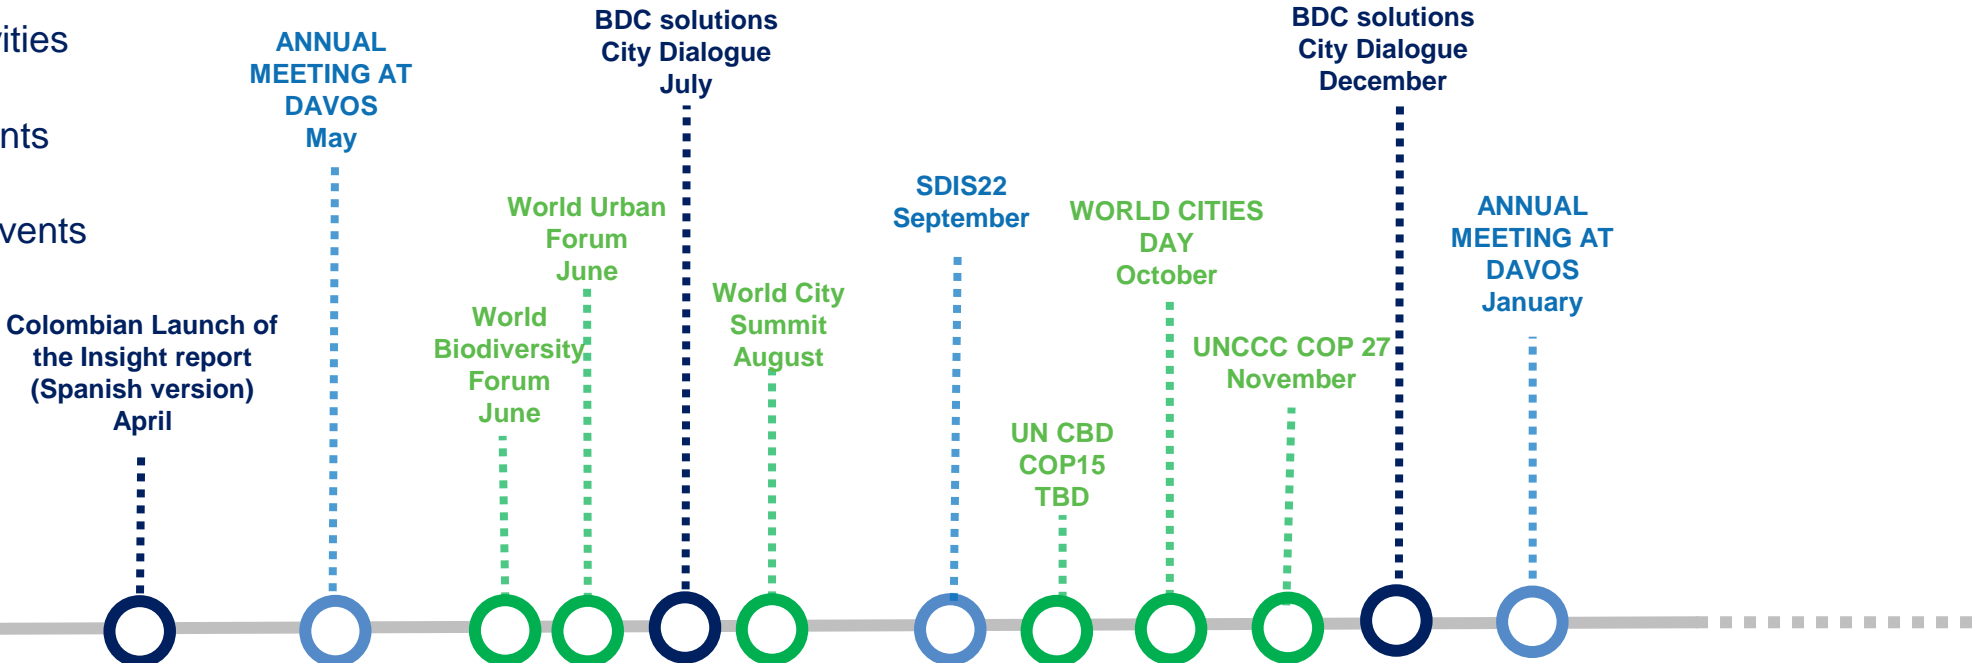 ities
nts
vents
Colombian Launch of
the Insight report
(Spanish version)
April
ANNUAL
MEETING AT
DAVOS
May
World
Biodiversity
Forum
June
World Urban
Forum
June
BDC solutions
City Dialogue
July
World City
Summit
August
SDIS22
September
UN CBD
COP15
TBD
WORLD CITIES
DAY
October
UNCCC COP 27
November
BDC solutions
City Dialogue
December
ANNUAL
MEETING AT
DAVOS
January